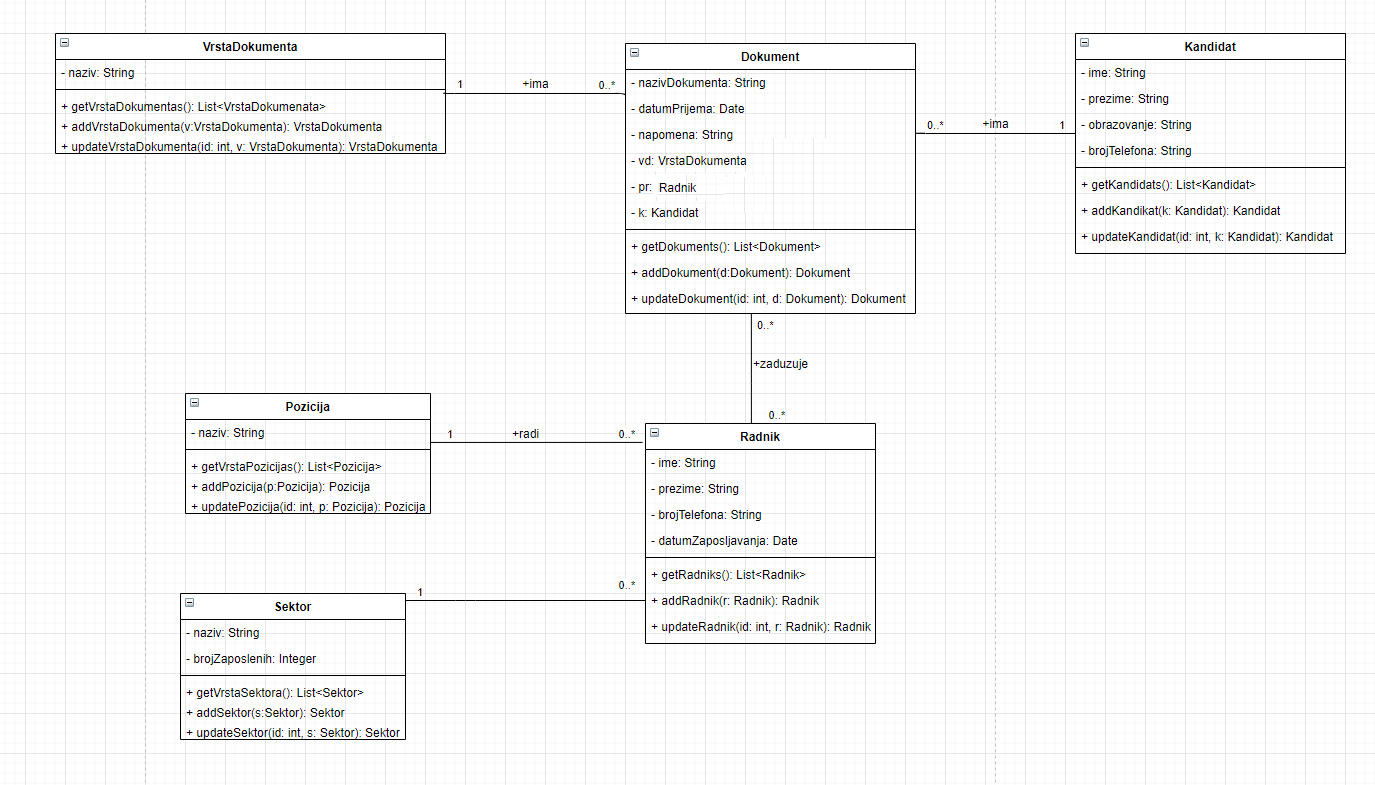 VrstaDokumenta
- naziv: String
+ getVrstaDokumentas(): List<VrstaDokumenata>
+ addVrstaDokumenta(v:VrstaDokumenta): VrstaDokumenta
+ updateVrstaDokumenta(id: int, v: VrstaDokumenta): VrstaDokumenta
1
+ima
0..*
Dokument
- nazivDokumenta: String
- datumPrijema: Date
- napomena: String
- vd: VrstaDokumenta
- pr: Radnik
- k: Kandidat
+ getDokuments(): List<Dokument>
+ addDokument(d:Dokument): Dokument
+ updateDokument(id: int, d: Dokument): Dokument
0..*
+ima
1
Kandidat
- ime: String
- prezime: String
- obrazovanje: String
- brojTelefona: String
+ getKandidats(): List<Kandidat>
+ addKandikat(k: Kandidat): Kandidat
+ updateKandidat(id: int, k: Kandidat): Kandidat
0..*
+zaduzuje
0..*
Pozicija
- naziv: String
+ getVrstaPozicijas(): List<Pozicija>
+ addPozicija(p:Pozicija): Pozicija
+ updatePozicija(id: int, p: Pozicija): Pozicija
1
+radi
0..*
Radnik
- ime: String
- prezime: String
- brojTelefona: String
- datumZaposljavanja: Date
+ getRadniks(): List<Radnik>
+ addRadnik(r: Radnik): Radnik
+ updateRadnik(id: int, r: Radnik): Radnik
1
0..*
Sektor
- naziv: String
- brojZaposlenih: Integer
+ getVrstaSektora(): List<Sektor>
+ addSektor(s:Sektor): Sektor
+ updateSektor(id: int, s: Sektor): Sektor